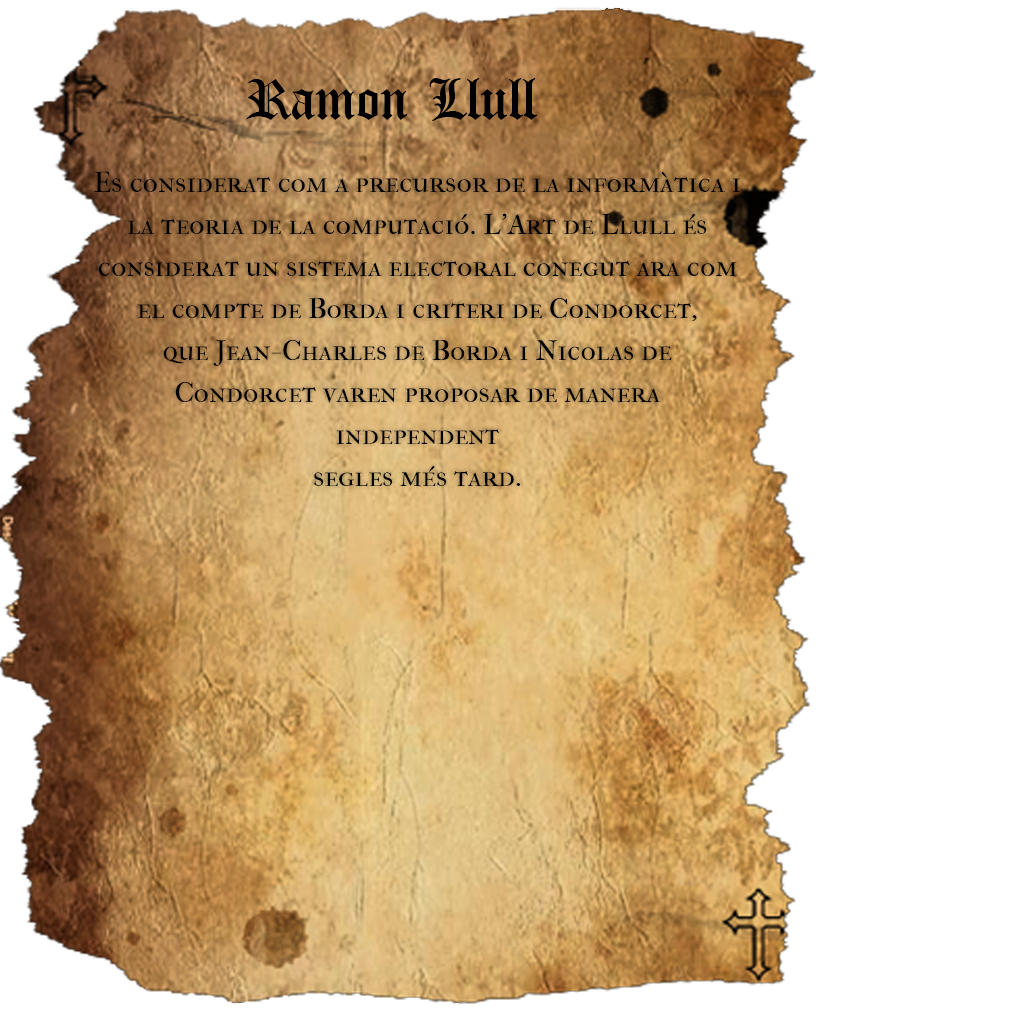 Ramon Llull
Es considerat com a precursor de la informàtica i
la teoria de la computació. L'Art de Llull és
considerat un sistema electoral conegut ara com
el compte de Borda i criteri de Condorcet,
que Jean-Charles de Borda i Nicolas de
Condorcet varen proposar de manera
independent
segles més tard.